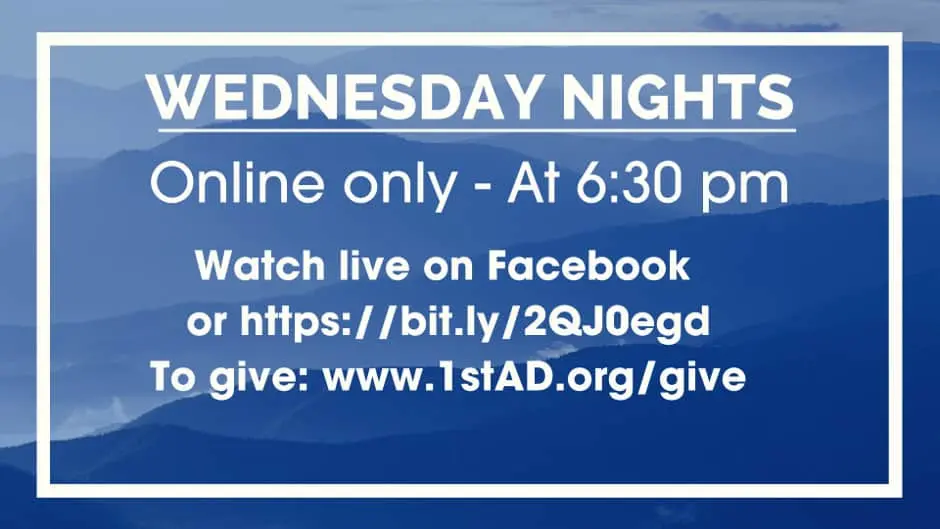 WEDNESDAY NIGHTS
Online only - At 6:30 pm
Watch live on Facebook
or https://bit.ly/2QJ0egd
To give: www.1stAD.org/give